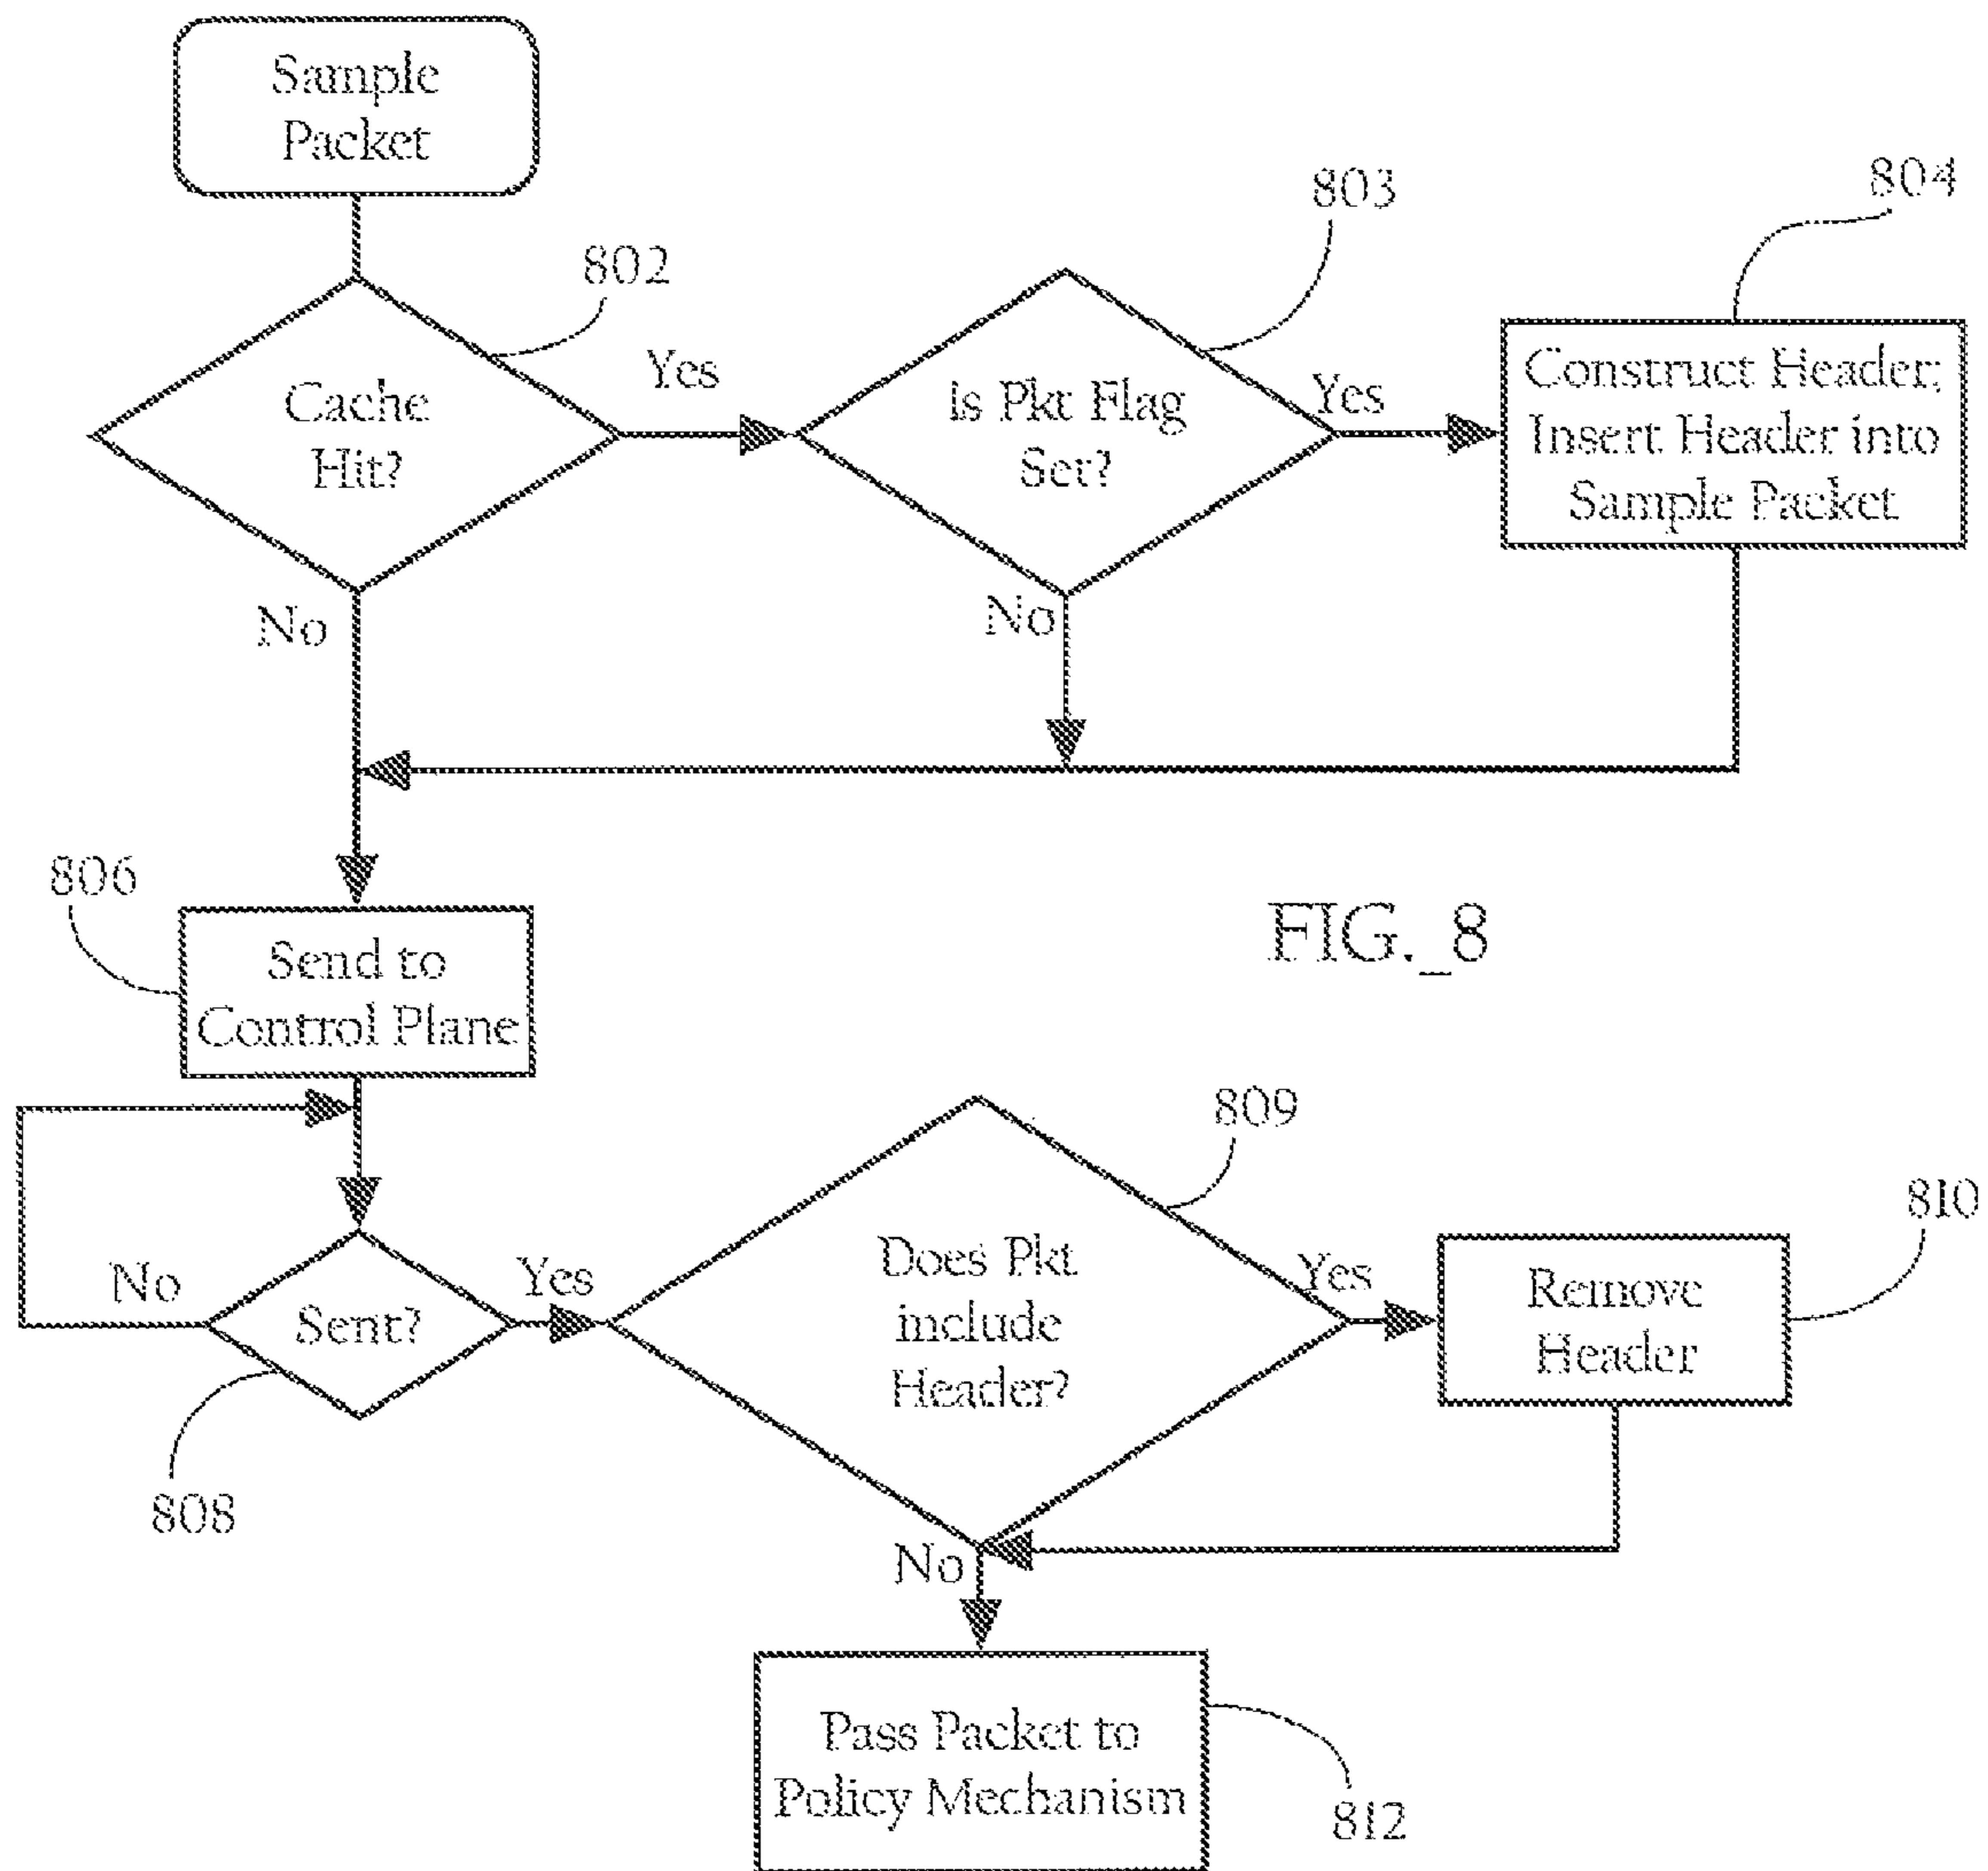 Sample
Packet
802
803
804
Cache
Hit?
Yes
Is Pkt Flag
Set?
Yes
Construct Header;
Insert Header into
Sample Packet
No
No
806
Send to
Control Plane
FIG._8
809
810
No
Sent?
Yes
Does Pkt
include
Header?
Yes
Remove
Header
808
No
Pass Packet to
Policy Mechanism
812